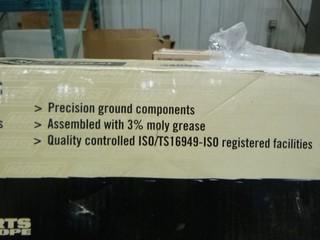 > Precision ground components
> Assembled with 3% moly grease
> Quality controlled ISO/TS16949-ISO registered facilities